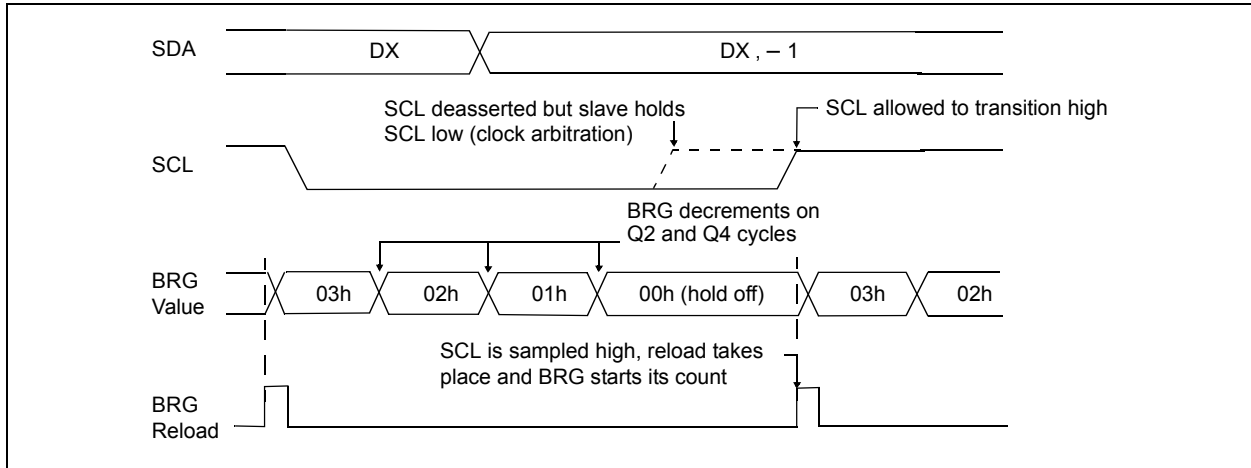 SDA
DX
DX , – 1
SCL deasserted but slave holds
SCL low (clock arbitration)
SCL allowed to transition high
SCL
BRG decrements on
Q2 and Q4 cycles
BRG
Value
03h
02h
01h
00h (hold off)
03h
02h
SCL is sampled high, reload takes
place and BRG starts its count
BRG
Reload